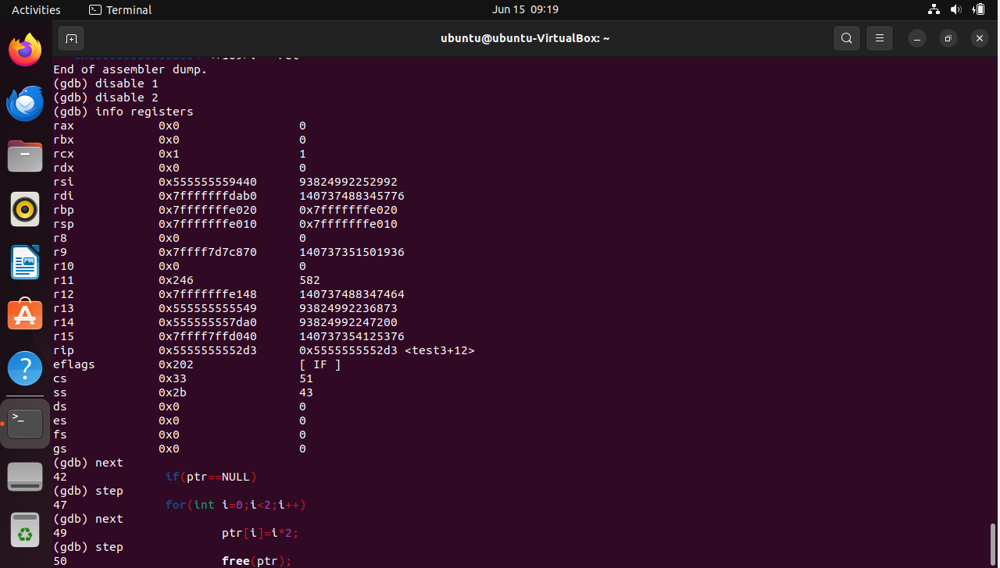 Activities Terminal Jun 15 09:19
ubuntu@ubuntu-VirtualBox: ~
End of assembler dump.
(gdb) disable 1
(gdb) disable 2
(gdb) info registers
rax 0x0 0
rbx 0x0 0
rcx 0x1 1
rdx 0x0 0
rsi 0x555555559440 93824992252992
rdi 0x7fffffffdab0 140737488345776
rbp 0x7fffffffe020 0x7fffffffe020
rsp 0x7fffffffe010 0x7fffffffe010
r8 0x0 0
r9 0x7ffff7d7c870 140737351501936
r10 0x0 0
r11 0x246 582
r12 0x7fffffffe148 140737488347464
r13 0x555555555549 93824992236873
r14 0x555555557da0 93824992247200
r15 0x7ffff7ffd040 140737354125376
rip 0x5555555552d3 0x5555555552d3 <test3+12>
eflags 0x202 [ IF ]
cs 0x33 51
ss 0x2b 43
ds 0x0 0
es 0x0 0
fs 0x0 0
gs 0x0 0
(gdb) next
42 if(ptr==NULL)
(gdb) step
47 for(int i=0;i<2;i++)
(gdb) next
49 ptr[i]=i*2;
(gdb) step
50 free(ptr);